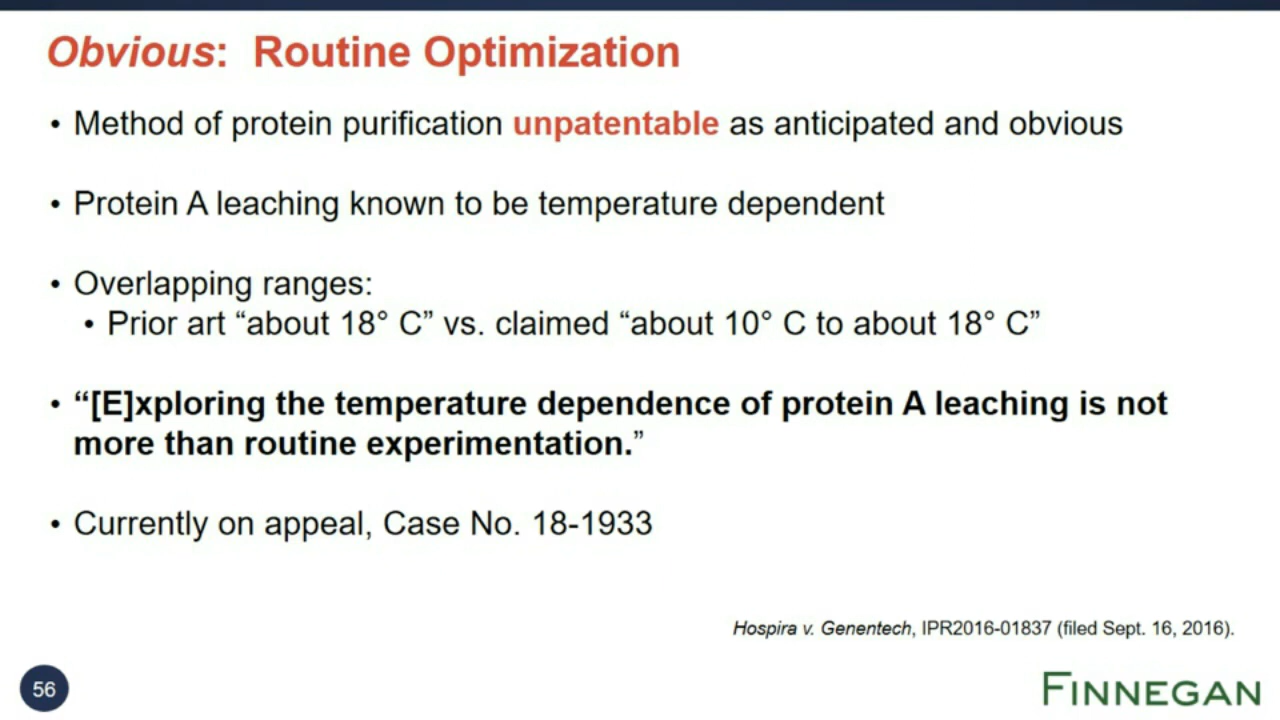 Obvious: Routine Optimization
• Method of protein purification unpatentable as anticipated and obvious
• Protein A leaching known to be temperature dependent
• Overlapping ranges:
• Prior art “about 18° C” vs. claimed “about 10° C to about 18° C”
• “[E]xploring the temperature dependence of protein A leaching is not
more than routine experimentation.”
• Currently on appeal, Case No. 18-1933
Hospira v. Genentech, IPR2016-01837 (filed Sept. 16, 2016).
56
FINNEGAN